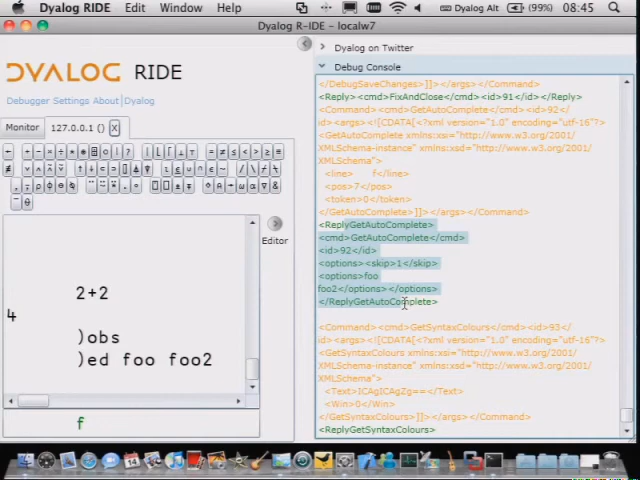 Dyalog RIDE Window Help
Dyalog Alt (99%) 08:45
Dyalog R-IDE - localw7
DYALOG RIDE
Debugger Settings About Dyalog
Monitor 127.0.0.1 () X
Editor
2+2
4
)obs
)ed foo foo2
f
Dyalog on Twitter
Debug Console
</DebugSaveChanges>]]></args></Command>
<Reply><cmd>FixAndClose</cmd><id>91</id></Reply>
<Command><cmd>GetAutoComplete</cmd><id>92</
id><args><![CDATA[<?xml version="1.0" encoding="utf-16"?>
<GetAutoComplete xmlns:xsi="http://www.w3.org/2001/
XMLSchema-instance" xmlns:xsd="http://www.w3.org/2001/
XMLSchema">
<line> f</line>
<pos>7</pos>
<token>0</token>
</GetAutoComplete>]]></args></Command>
<ReplyGetAutoComplete>
<cmd>GetAutoComplete</cmd>
<id>92</id>
<options><skip>1</skip>
<options>foo
foo2</options></options>
</ReplyGetAutoComplete>
<Command><cmd>GetSyntaxColours</cmd><id>93</
id><args><![CDATA[<?xml version="1.0" encoding="utf-16"?>
<GetSyntaxColours xmlns:xsi="http://www.w3.org/2001/
XMLSchema-instance" xmlns:xsd="http://www.w3.org/2001/
XMLSchema">
<Text>ICAgICAgZg==</Text>
<Win>0</Win>
</GetSyntaxColours>]]></args></Command>
<ReplyGetSyntaxColours>